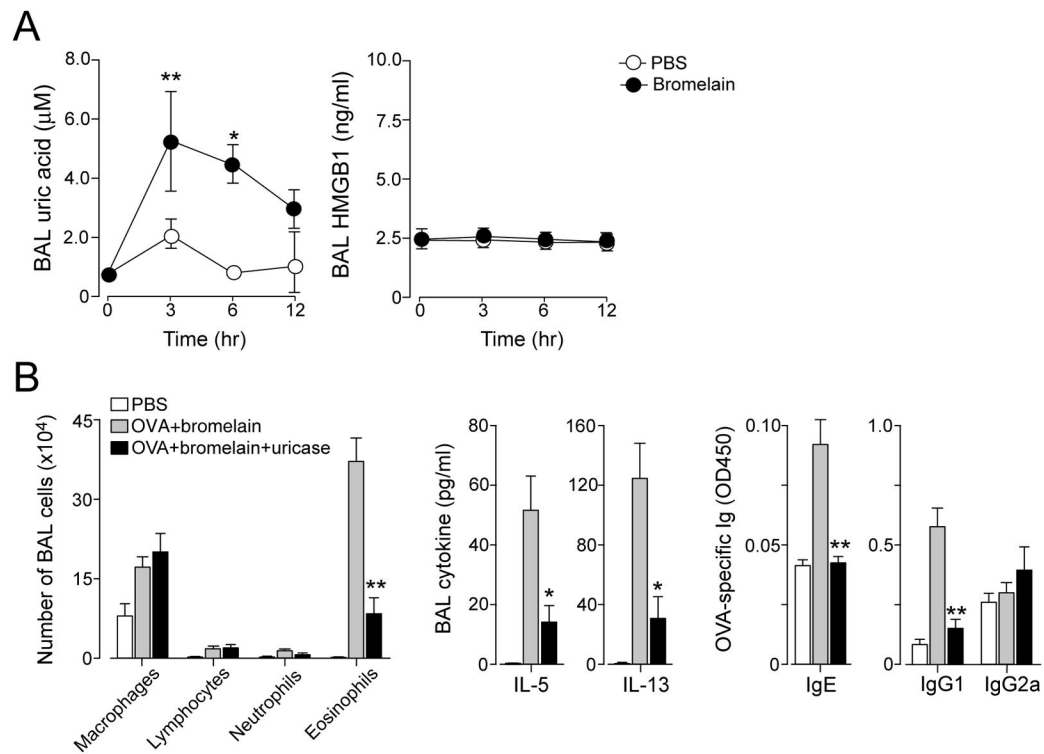 A
BAL uric acid (µM)
8.0
6.0
4.0
2.0
0
**
*
0 3 6 12
Time (hr)
BAL HMGB1 (ng/ml)
10.0
7.5
5.0
2.5
0
0 3 6 12
Time (hr)
PBS
Bromelain
B
Number of BAL cells (x10⁴)
45
30
15
0
PBS
OVA+bromelain
OVA+bromelain+uricase
**
Macrophages
Lymphocytes
Neutrophils
Eosinophils
BAL cytokine (pg/ml)
80
60
40
20
0
*
IL-5
160
120
80
40
0
*
IL-13
OVA-specific Ig (OD450)
0.10
0.05
0
**
IgE
1.0
0.5
0
**
IgG1 IgG2a